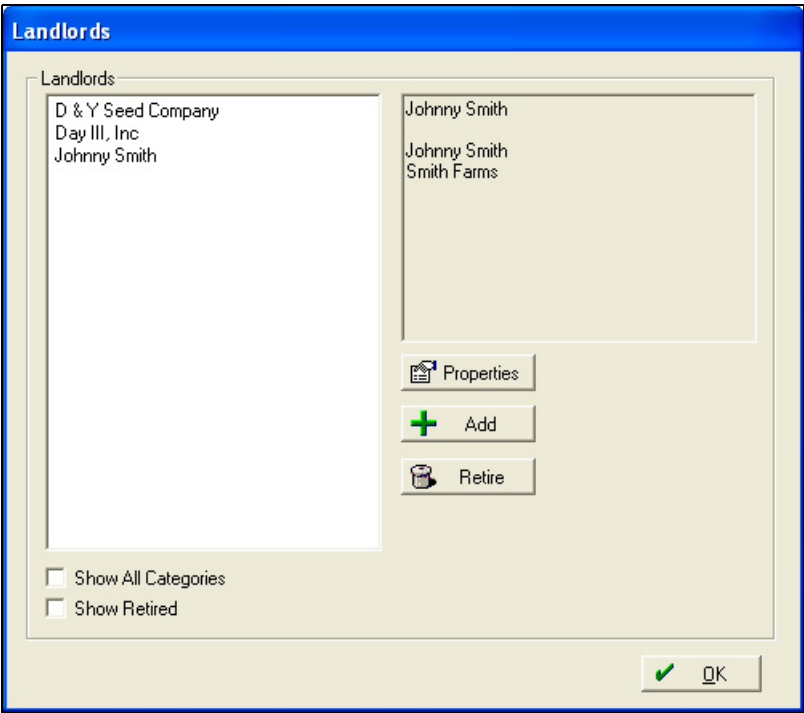 Landlords
Landlords
D & Y Seed Company
Day III, Inc
Johnny Smith
Johnny Smith
Johnny Smith
Smith Farms
Properties
Add
Retire
Show All Categories
Show Retired
OK